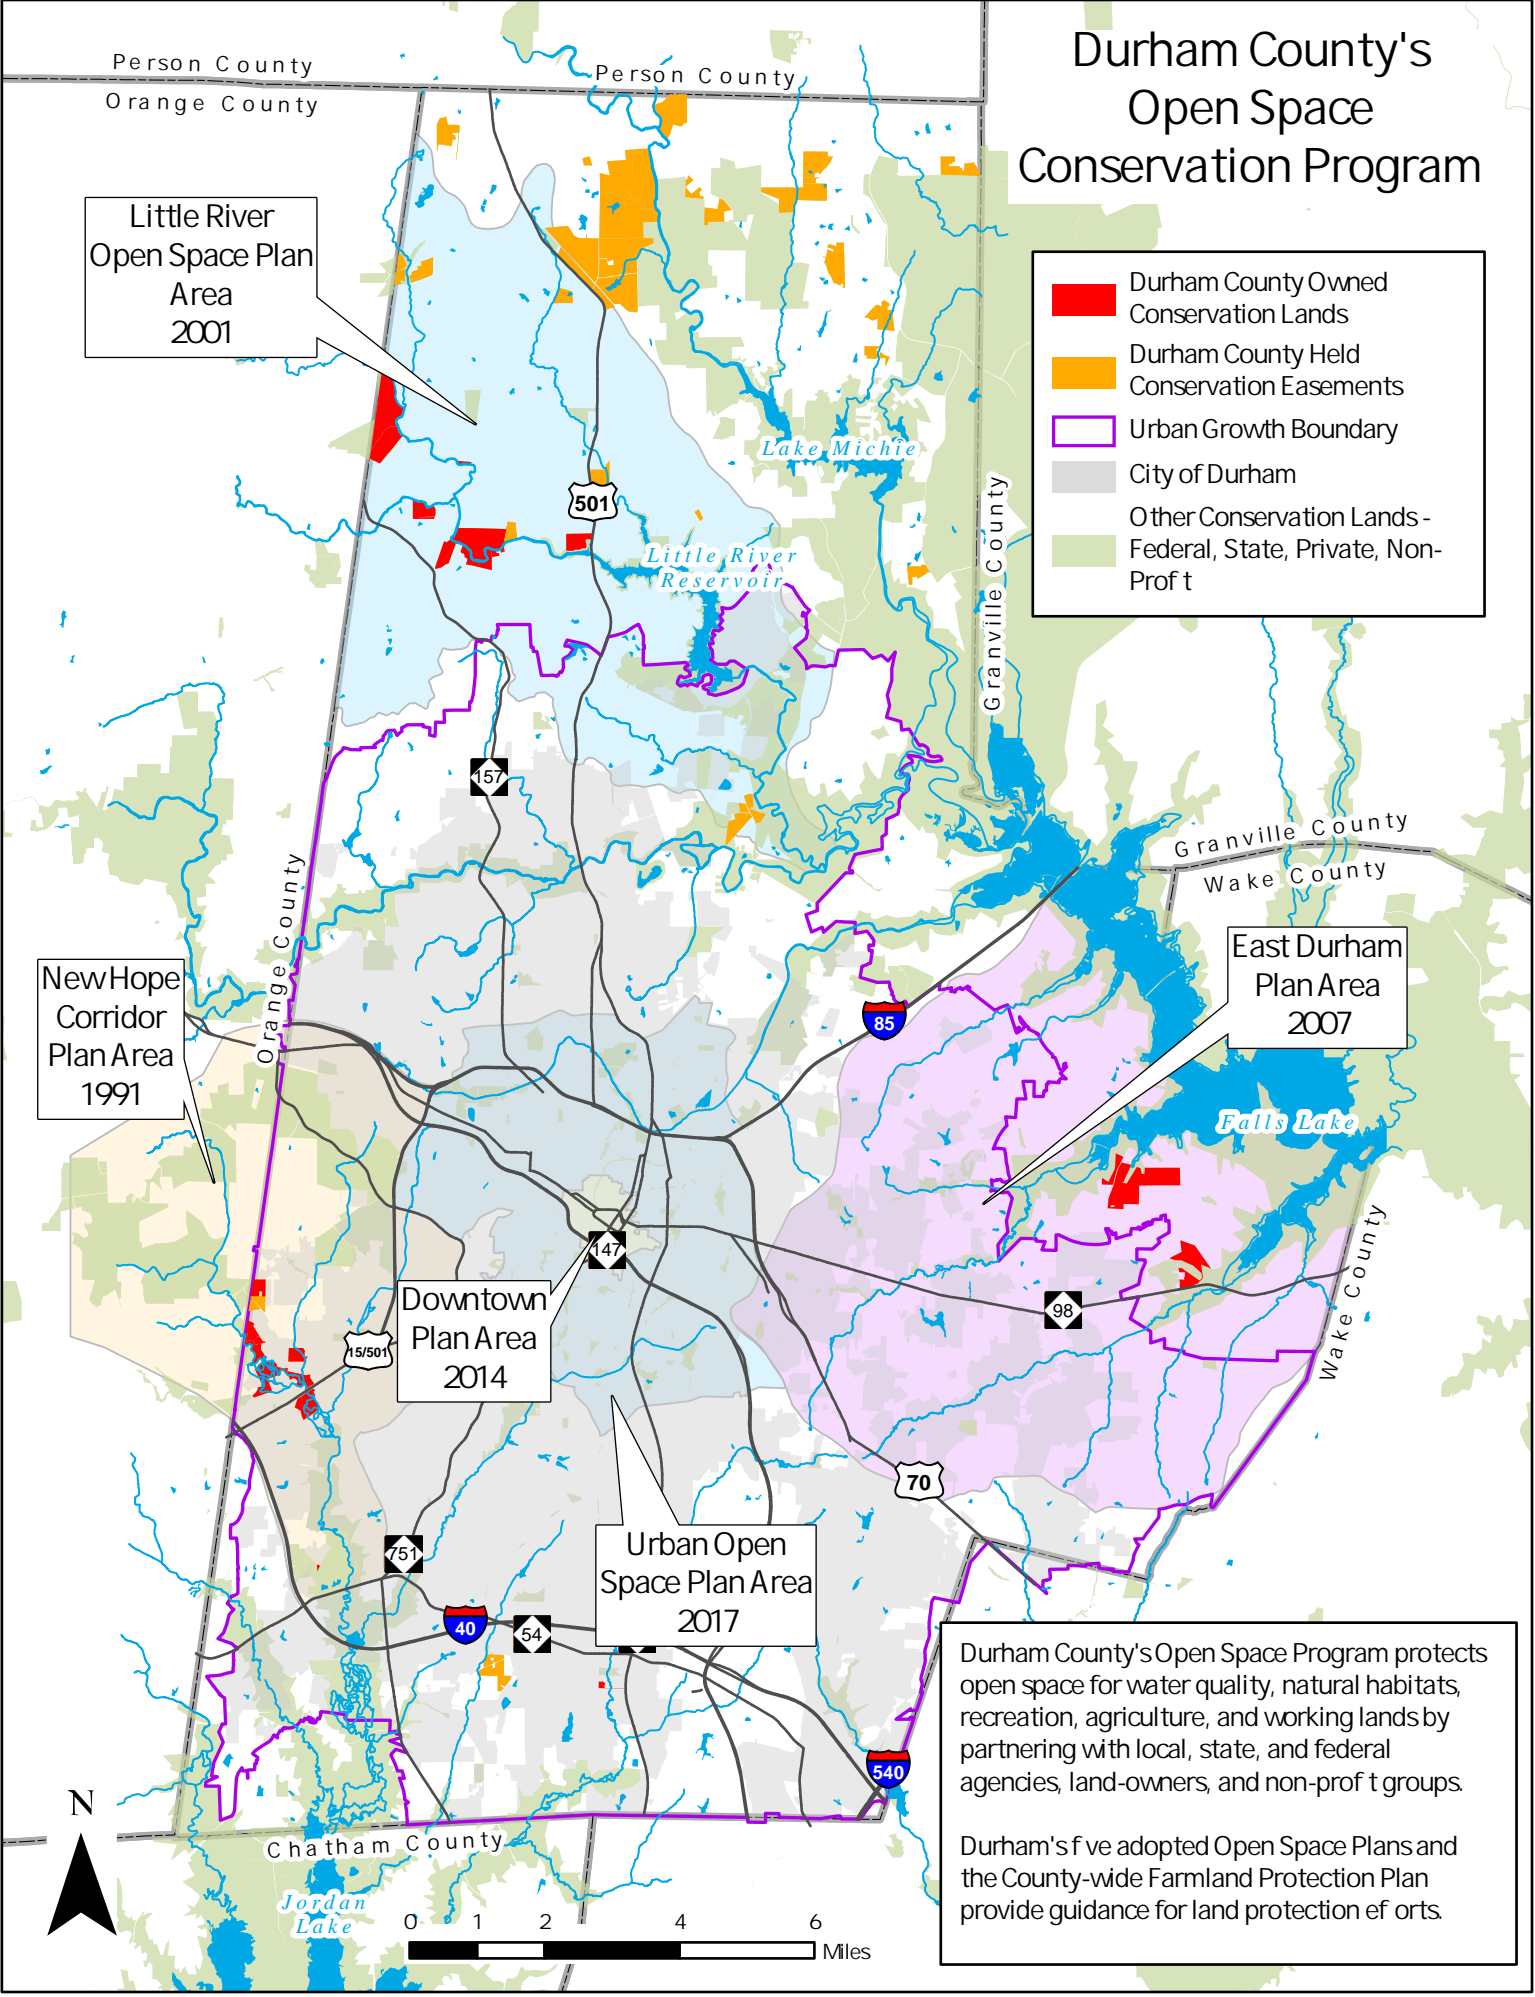 Durham County's
Open Space
Conservation Program
Person County
Orange County
Person County
Little River
Open Space Plan
Area
2001
Durham County Owned
Conservation Lands
Durham County Held
Conservation Easements
Urban Growth Boundary
City of Durham
Other Conservation Lands -
Federal, State, Private, Non-
Prof t
Lake Michie
501
Little River
Reservoir
Granville County
157
Granville County
Wake County
Orange County
East Durham
Plan Area
2007
New Hope
Corridor
Plan Area
1991
85
Falls Lake
147
Downtown
Plan Area
2014
98
15/501
Wake County
70
Urban Open
Space Plan Area
2017
751
40
54
540
Durham County's Open Space Program protects
open space for water quality, natural habitats,
recreation, agriculture, and working lands by
partnering with local, state, and federal
agencies, land-owners, and non-prof t groups.
Durham's f ve adopted Open Space Plans and
the County-wide Farmland Protection Plan
provide guidance for land protection ef orts.
N
Chatham County
Jordan
Lake
0 1 2 4 6
Miles